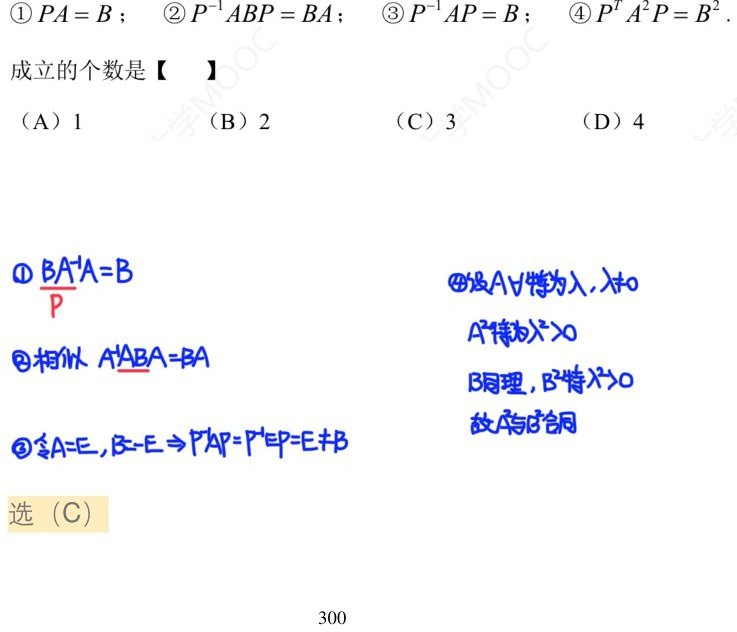 ① PA = B； ② P⁻¹ABP = BA； ③ P⁻¹AP = B； ④ PᵀA²P = B².
成立的个数是【 】
（A）1 （B）2 （C）3 （D）4
① BA⁻¹A=B
P
②相似 A⁻¹ABA=BA
③令A=E,B=-E⇒P⁻¹AP=P⁻¹EP=E≠B
④设A∀特为λ,λ≠0
A²特为λ²>0
B同理,B²特λ²>0
故A²与B²合同
选（C）
300